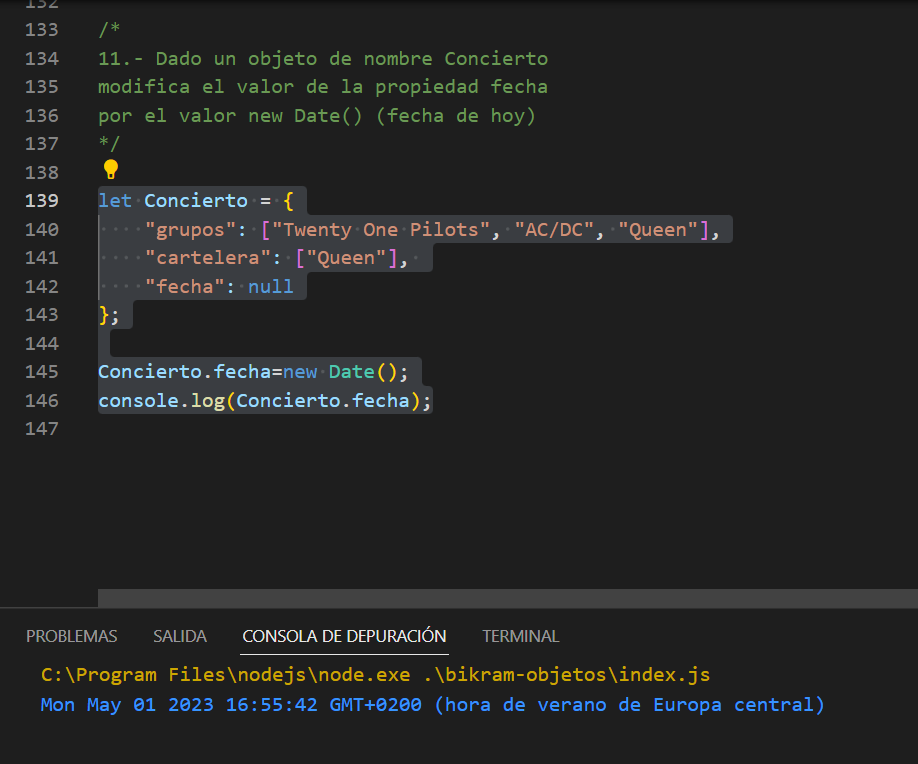 132
133 /*
134 11.- Dado un objeto de nombre Concierto
135 modifica el valor de la propiedad fecha
136 por el valor new Date() (fecha de hoy)
137 */
138
139 let Concierto = {
140     "grupos": ["Twenty One Pilots", "AC/DC", "Queen"],
141     "cartelera": ["Queen"],
142     "fecha": null
143 };
144
145 Concierto.fecha=new Date();
146 console.log(Concierto.fecha);
147
PROBLEMAS SALIDA CONSOLA DE DEPURACIÓN TERMINAL
C:\Program Files\nodejs\node.exe .\bikram-objetos\index.js
Mon May 01 2023 16:55:42 GMT+0200 (hora de verano de Europa central)